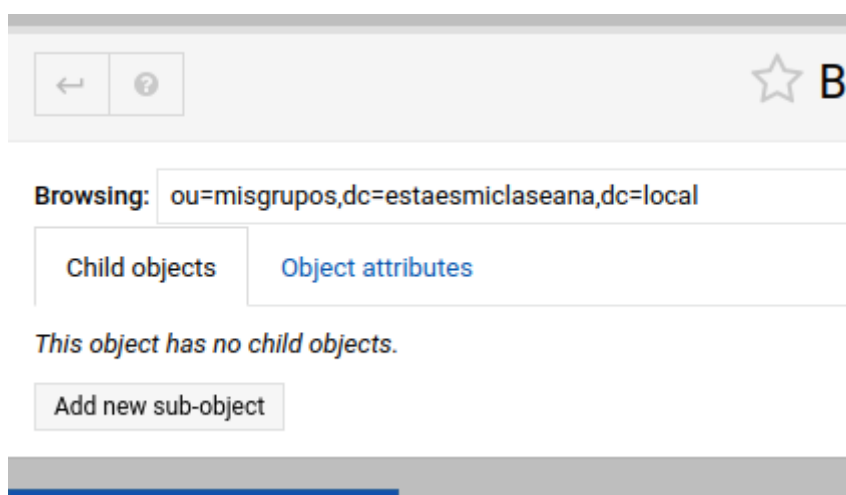 B
Browsing: ou=misgrupos,dc=estaesmiclaseana,dc=local
Child objects Object attributes
This object has no child objects.
Add new sub-object